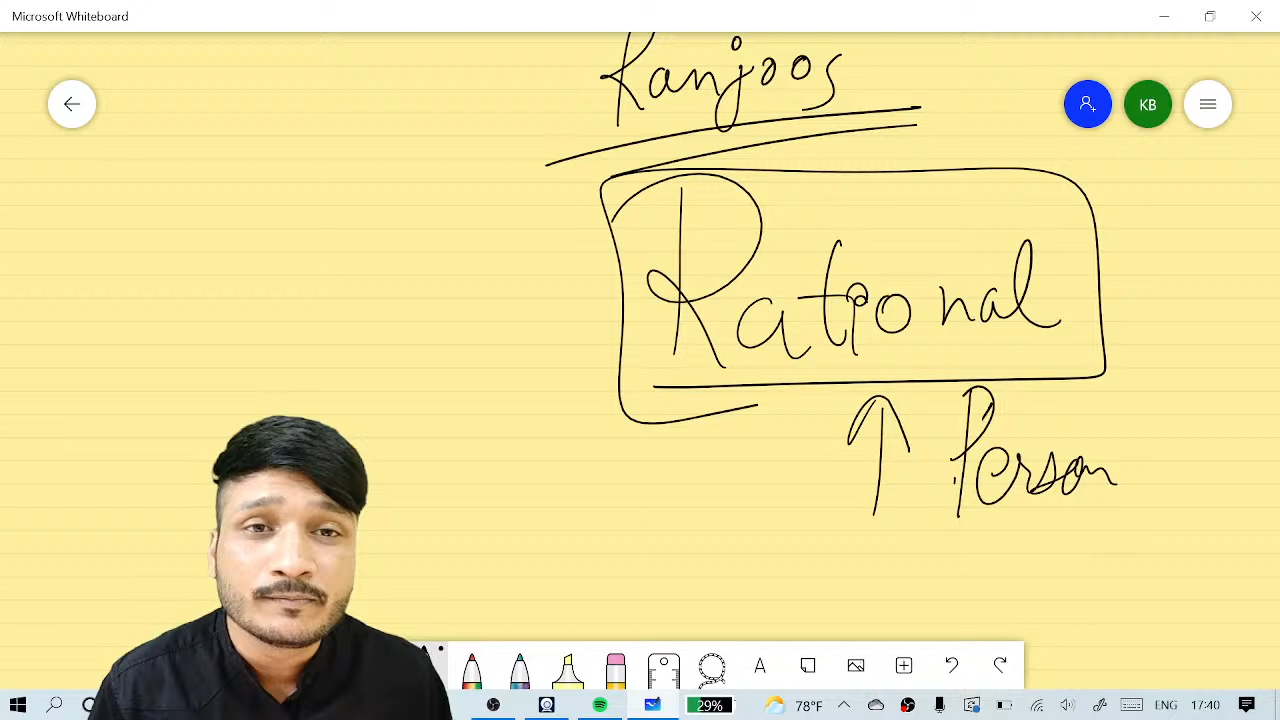 Microsoft Whiteboard
Kanjoos
KB
Rational
Person
A
29%
78°F
ENG
17:40